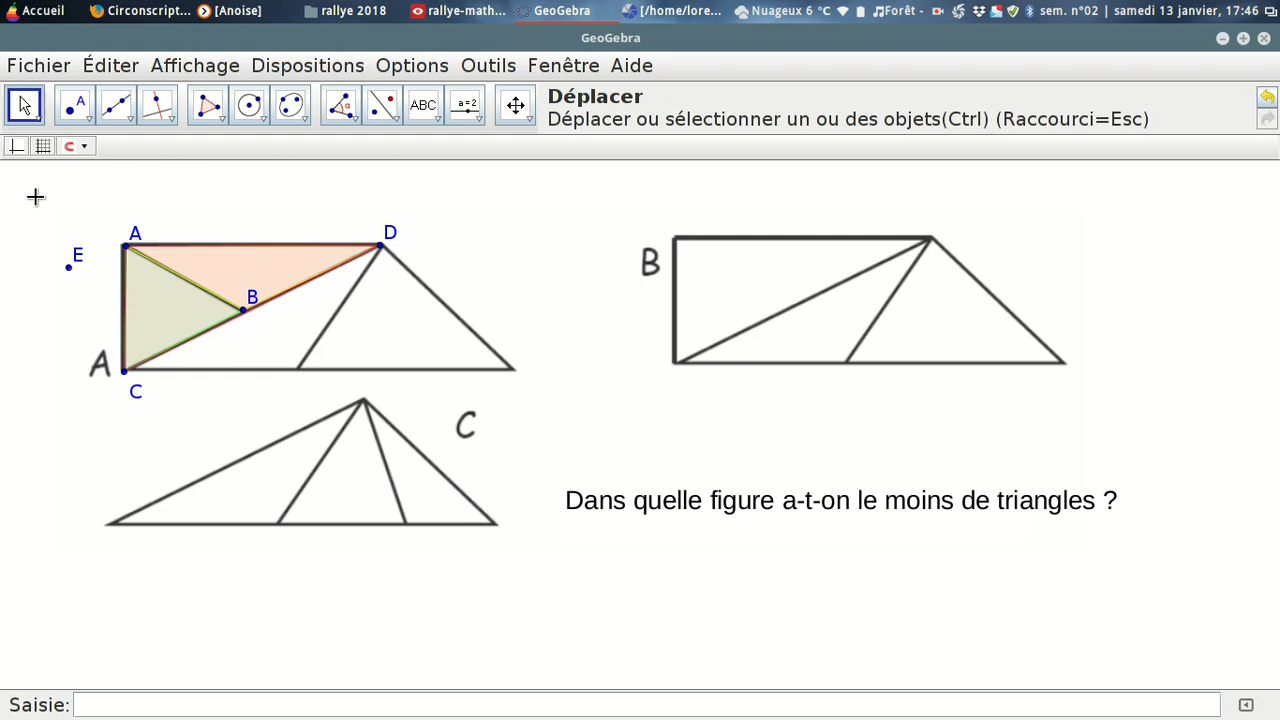 Accueil Circonscript... [Anoise] rallye 2018 rallye-math... GeoGebra [/home/lore... Nuageux 6 °C Forêt - sem. n°02 | samedi 13 janvier, 17:46
GeoGebra
Fichier Éditer Affichage Dispositions Options Outils Fenêtre Aide
A ABC a=2 Déplacer
Déplacer ou sélectionner un ou des objets(Ctrl) (Raccourci=Esc)
A D
E
B
B
A
C
C
Dans quelle figure a-t-on le moins de triangles ?
Saisie: